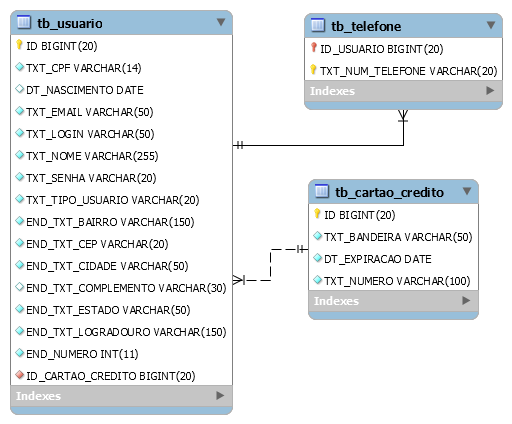 tb_usuario
ID BIGINT(20)
TXT_CPF VARCHAR(14)
DT_NASCIMENTO DATE
TXT_EMAIL VARCHAR(50)
TXT_LOGIN VARCHAR(50)
TXT_NOME VARCHAR(255)
TXT_SENHA VARCHAR(20)
TXT_TIPO_USUARIO VARCHAR(20)
END_TXT_BAIRRO VARCHAR(150)
END_TXT_CEP VARCHAR(20)
END_TXT_CIDADE VARCHAR(50)
END_TXT_COMPLEMENTO VARCHAR(30)
END_TXT_ESTADO VARCHAR(50)
END_TXT_LOGRADOURO VARCHAR(150)
END_NUMERO INT(11)
ID_CARTAO_CREDITO BIGINT(20)
Indexes
tb_telefone
ID_USUARIO BIGINT(20)
TXT_NUM_TELEFONE VARCHAR(20)
Indexes
tb_cartao_credito
ID BIGINT(20)
TXT_BANDEIRA VARCHAR(50)
DT_EXPIRACAO DATE
TXT_NUMERO VARCHAR(100)
Indexes